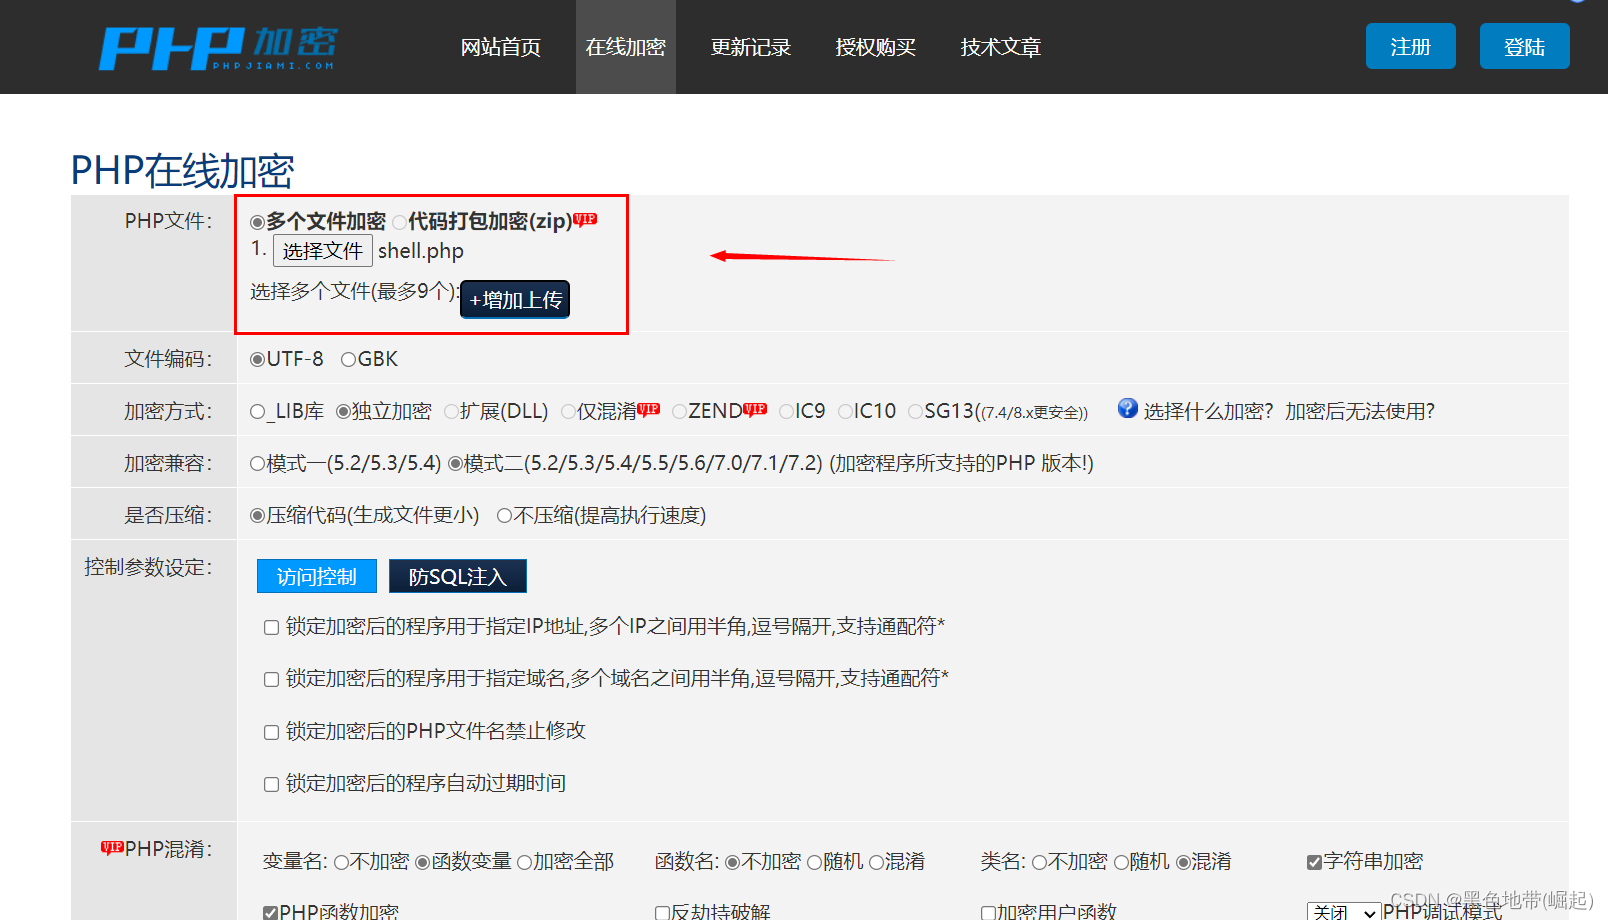 PHP加密 PHPJIAMI.COM 网站首页 在线加密 更新记录 授权购买 技术文章 注册 登陆
PHP在线加密
PHP文件: 多个文件加密 代码打包加密(zip)VIP
1. 选择文件 shell.php
选择多个文件(最多9个): +增加上传
文件编码: UTF-8 GBK
加密方式: _LIB库 独立加密 扩展(DLL) 仅混淆VIP ZENDVIP IC9 IC10 SG13((7.4/8.x更安全)) ? 选择什么加密? 加密后无法使用?
加密兼容: 模式一(5.2/5.3/5.4) 模式二(5.2/5.3/5.4/5.5/5.6/7.0/7.1/7.2) (加密程序所支持的PHP 版本!)
是否压缩: 压缩代码(生成文件更小) 不压缩(提高执行速度)
控制参数设定: 访问控制 防SQL注入
锁定加密后的程序用于指定IP地址,多个IP之间用半角,逗号隔开,支持通配符*
锁定加密后的程序用于指定域名,多个域名之间用半角,逗号隔开,支持通配符*
锁定加密后的PHP文件名禁止修改
锁定加密后的程序自动过期时间
VIPPHP混淆: 变量名: 不加密 函数变量 加密全部 函数名: 不加密 随机 混淆 类名: 不加密 随机 混淆 字符串加密
PHP函数加密 反劫持破解 加密用户函数 关闭 PHP调试模式
CSDN @黑色地带(崛起)